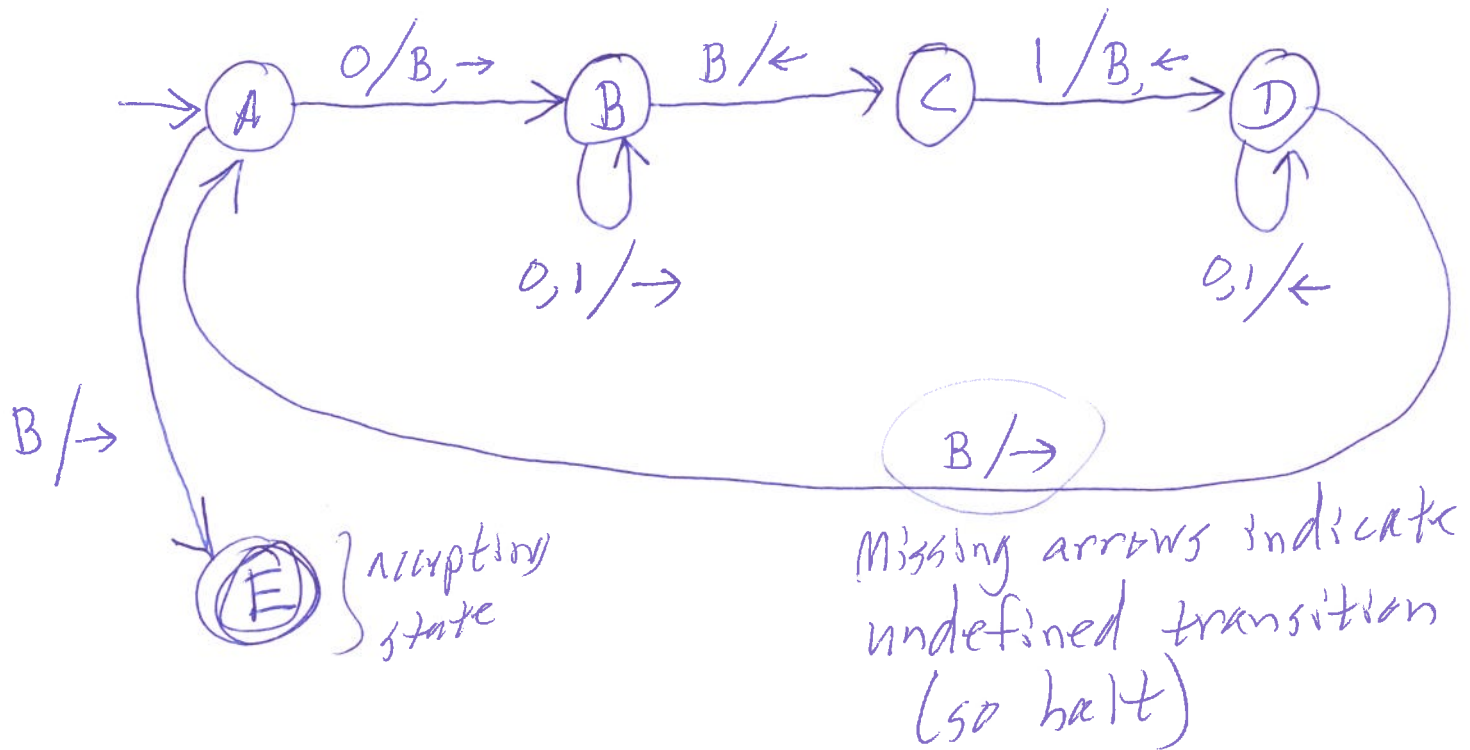 0/B,→
B/←
1/B,←
A
B
C
D
0,1/→
0,1/←
B/→
B/→
E
accepting
state
Missing arrows indicate
undefined transition
(so halt)